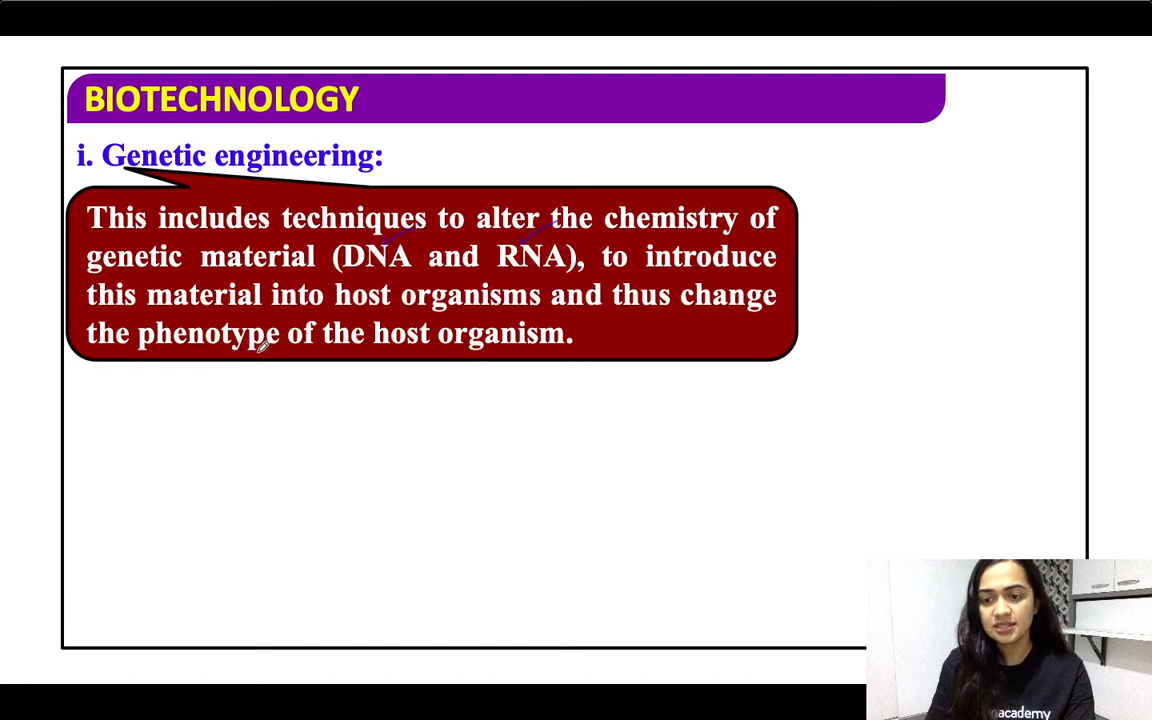 BIOTECHNOLOGY
i. Genetic engineering:
This includes techniques to alter the chemistry of
genetic material (DNA and RNA), to introduce
this material into host organisms and thus change
the phenotype of the host organism.